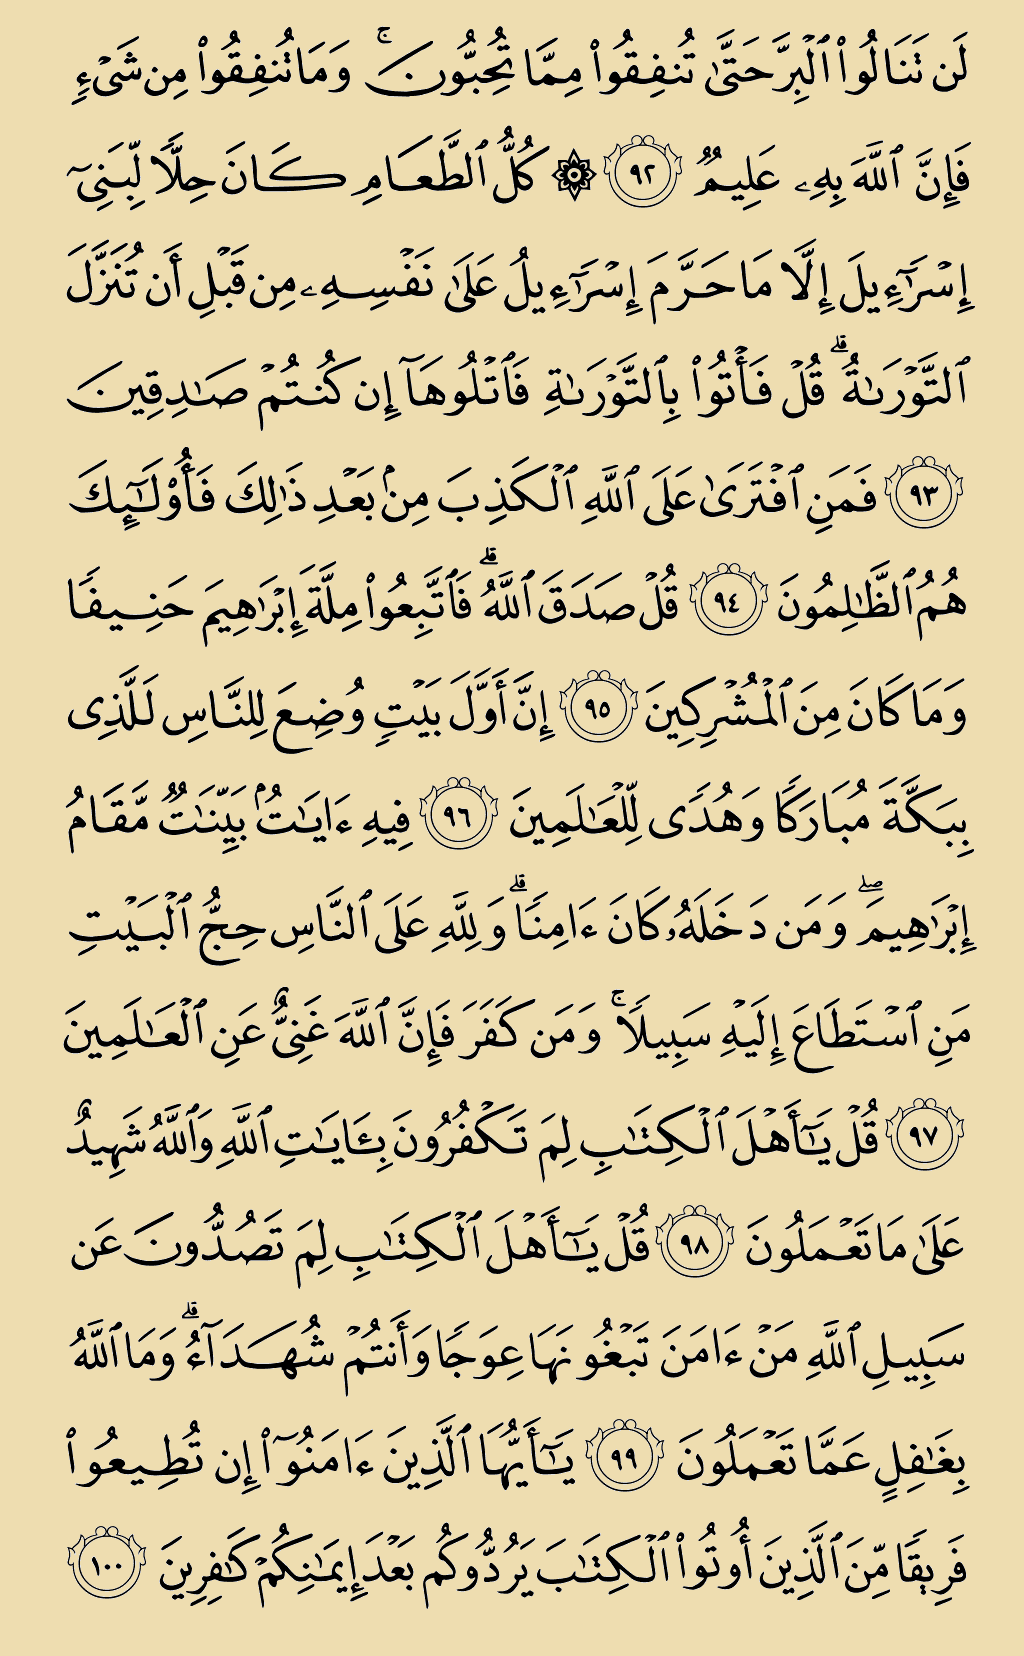 لَن تَنَالُوا۟ ٱلْبِرَّ حَتَّىٰ تُنفِقُوا۟ مِمَّا تُحِبُّونَ ۚ وَمَا تُنفِقُوا۟ مِن شَىْءٍ
فَإِنَّ ٱللَّهَ بِهِۦ عَلِيمٌ ٩٢ ۞ كُلُّ ٱلطَّعَامِ كَانَ حِلًّا لِّبَنِىٓ
إِسْرَٰٓءِيلَ إِلَّا مَا حَرَّمَ إِسْرَٰٓءِيلُ عَلَىٰ نَفْسِهِۦ مِن قَبْلِ أَن تُنَزَّلَ
ٱلتَّوْرَىٰةُ ۗ قُلْ فَأْتُوا۟ بِٱلتَّوْرَىٰةِ فَٱتْلُوهَآ إِن كُنتُمْ صَـٰدِقِينَ
٩٣ فَمَنِ ٱفْتَرَىٰ عَلَى ٱللَّهِ ٱلْكَذِبَ مِنۢ بَعْدِ ذَٰلِكَ فَأُو۟لَـٰٓئِكَ
هُمُ ٱلظَّـٰلِمُونَ ٩٤ قُلْ صَدَقَ ٱللَّهُ ۗ فَٱتَّبِعُوا۟ مِلَّةَ إِبْرَٰهِيمَ حَنِيفًا
وَمَا كَانَ مِنَ ٱلْمُشْرِكِينَ ٩٥ إِنَّ أَوَّلَ بَيْتٍ وُضِعَ لِلنَّاسِ لَلَّذِى
بِبَكَّةَ مُبَارَكًا وَهُدًى لِّلْعَـٰلَمِينَ ٩٦ فِيهِ ءَايَـٰتٌۢ بَيِّنَـٰتٌ مَّقَامُ
إِبْرَٰهِيمَ ۖ وَمَن دَخَلَهُۥ كَانَ ءَامِنًا ۗ وَلِلَّهِ عَلَى ٱلنَّاسِ حِجُّ ٱلْبَيْتِ
مَنِ ٱسْتَطَاعَ إِلَيْهِ سَبِيلًا ۚ وَمَن كَفَرَ فَإِنَّ ٱللَّهَ غَنِىٌّ عَنِ ٱلْعَـٰلَمِينَ
٩٧ قُلْ يَـٰٓأَهْلَ ٱلْكِتَـٰبِ لِمَ تَكْفُرُونَ بِـَٔايَـٰتِ ٱللَّهِ وَٱللَّهُ شَهِيدٌ
عَلَىٰ مَا تَعْمَلُونَ ٩٨ قُلْ يَـٰٓأَهْلَ ٱلْكِتَـٰبِ لِمَ تَصُدُّونَ عَن
سَبِيلِ ٱللَّهِ مَنْ ءَامَنَ تَبْغُونَهَا عِوَجًا وَأَنتُمْ شُهَدَآءُ ۗ وَمَا ٱللَّهُ
بِغَـٰفِلٍ عَمَّا تَعْمَلُونَ ٩٩ يَـٰٓأَيُّهَا ٱلَّذِينَ ءَامَنُوٓا۟ إِن تُطِيعُوا۟
فَرِيقًا مِّنَ ٱلَّذِينَ أُوتُوا۟ ٱلْكِتَـٰبَ يَرُدُّوكُم بَعْدَ إِيمَـٰنِكُمْ كَـٰفِرِينَ ١٠٠